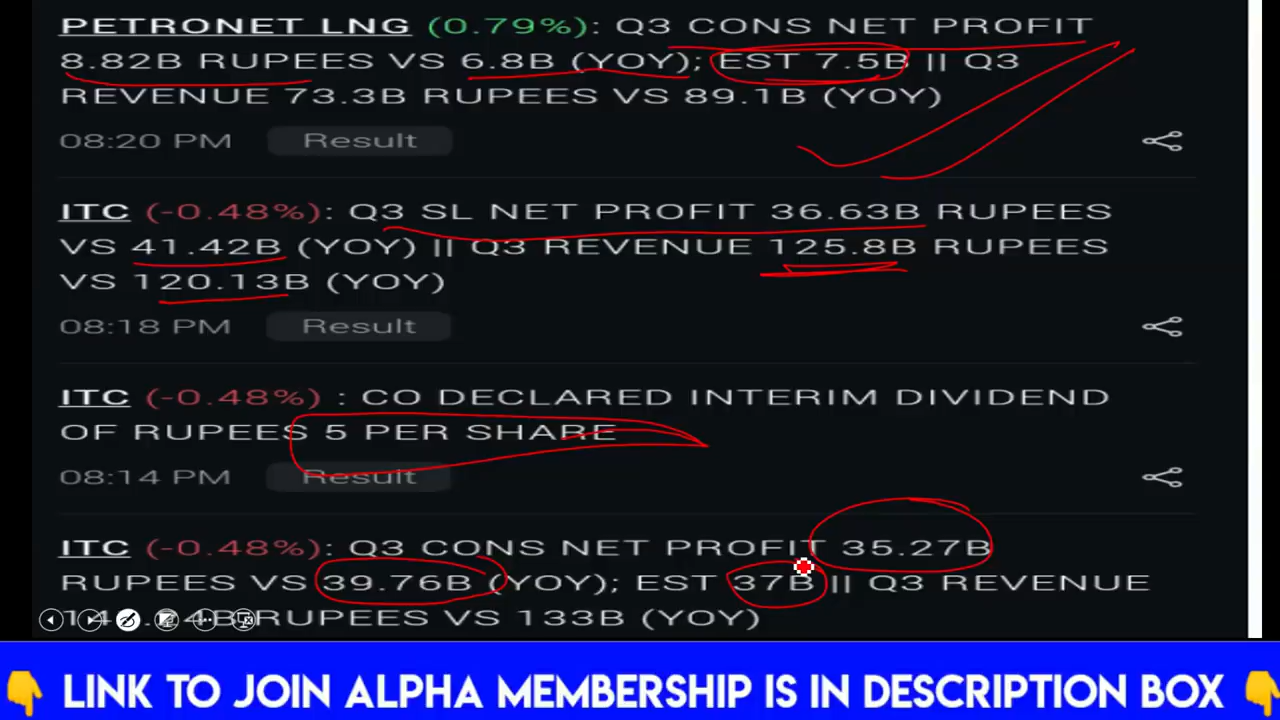 PETRONET LNG (0.79%): Q3 CONS NET PROFIT
8.82B RUPEES VS 6.8B (YOY); EST 7.5B || Q3
REVENUE 73.3B RUPEES VS 89.1B (YOY)
08:20 PM Result
ITC (-0.48%): Q3 SL NET PROFIT 36.63B RUPEES
VS 41.42B (YOY) || Q3 REVENUE 125.8B RUPEES
VS 120.13B (YOY)
08:18 PM Result
ITC (-0.48%) : CO DECLARED INTERIM DIVIDEND
OF RUPEES 5 PER SHARE
08:14 PM Result
ITC (-0.48%): Q3 CONS NET PROFIT 35.27B
RUPEES VS 39.76B (YOY); EST 37B || Q3 REVENUE
RUPEES VS 133B (YOY)
LINK TO JOIN ALPHA MEMBERSHIP IS IN DESCRIPTION BOX